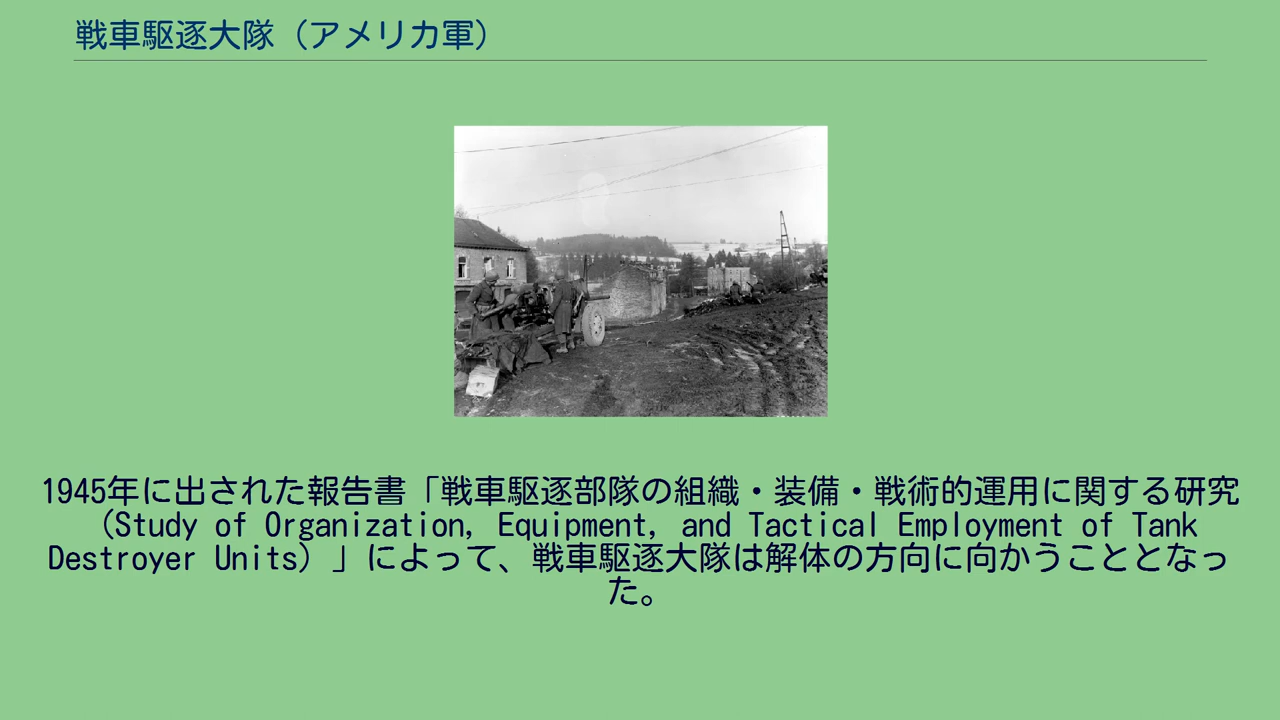 戦車駆逐大隊（アメリカ軍）
1945年に出された報告書「戦車駆逐部隊の組織・装備・戦術的運用に関する研究
（Study of Organization, Equipment, and Tactical Employment of Tank
Destroyer Units）」によって、戦車駆逐大隊は解体の方向に向かうこととなっ
た。